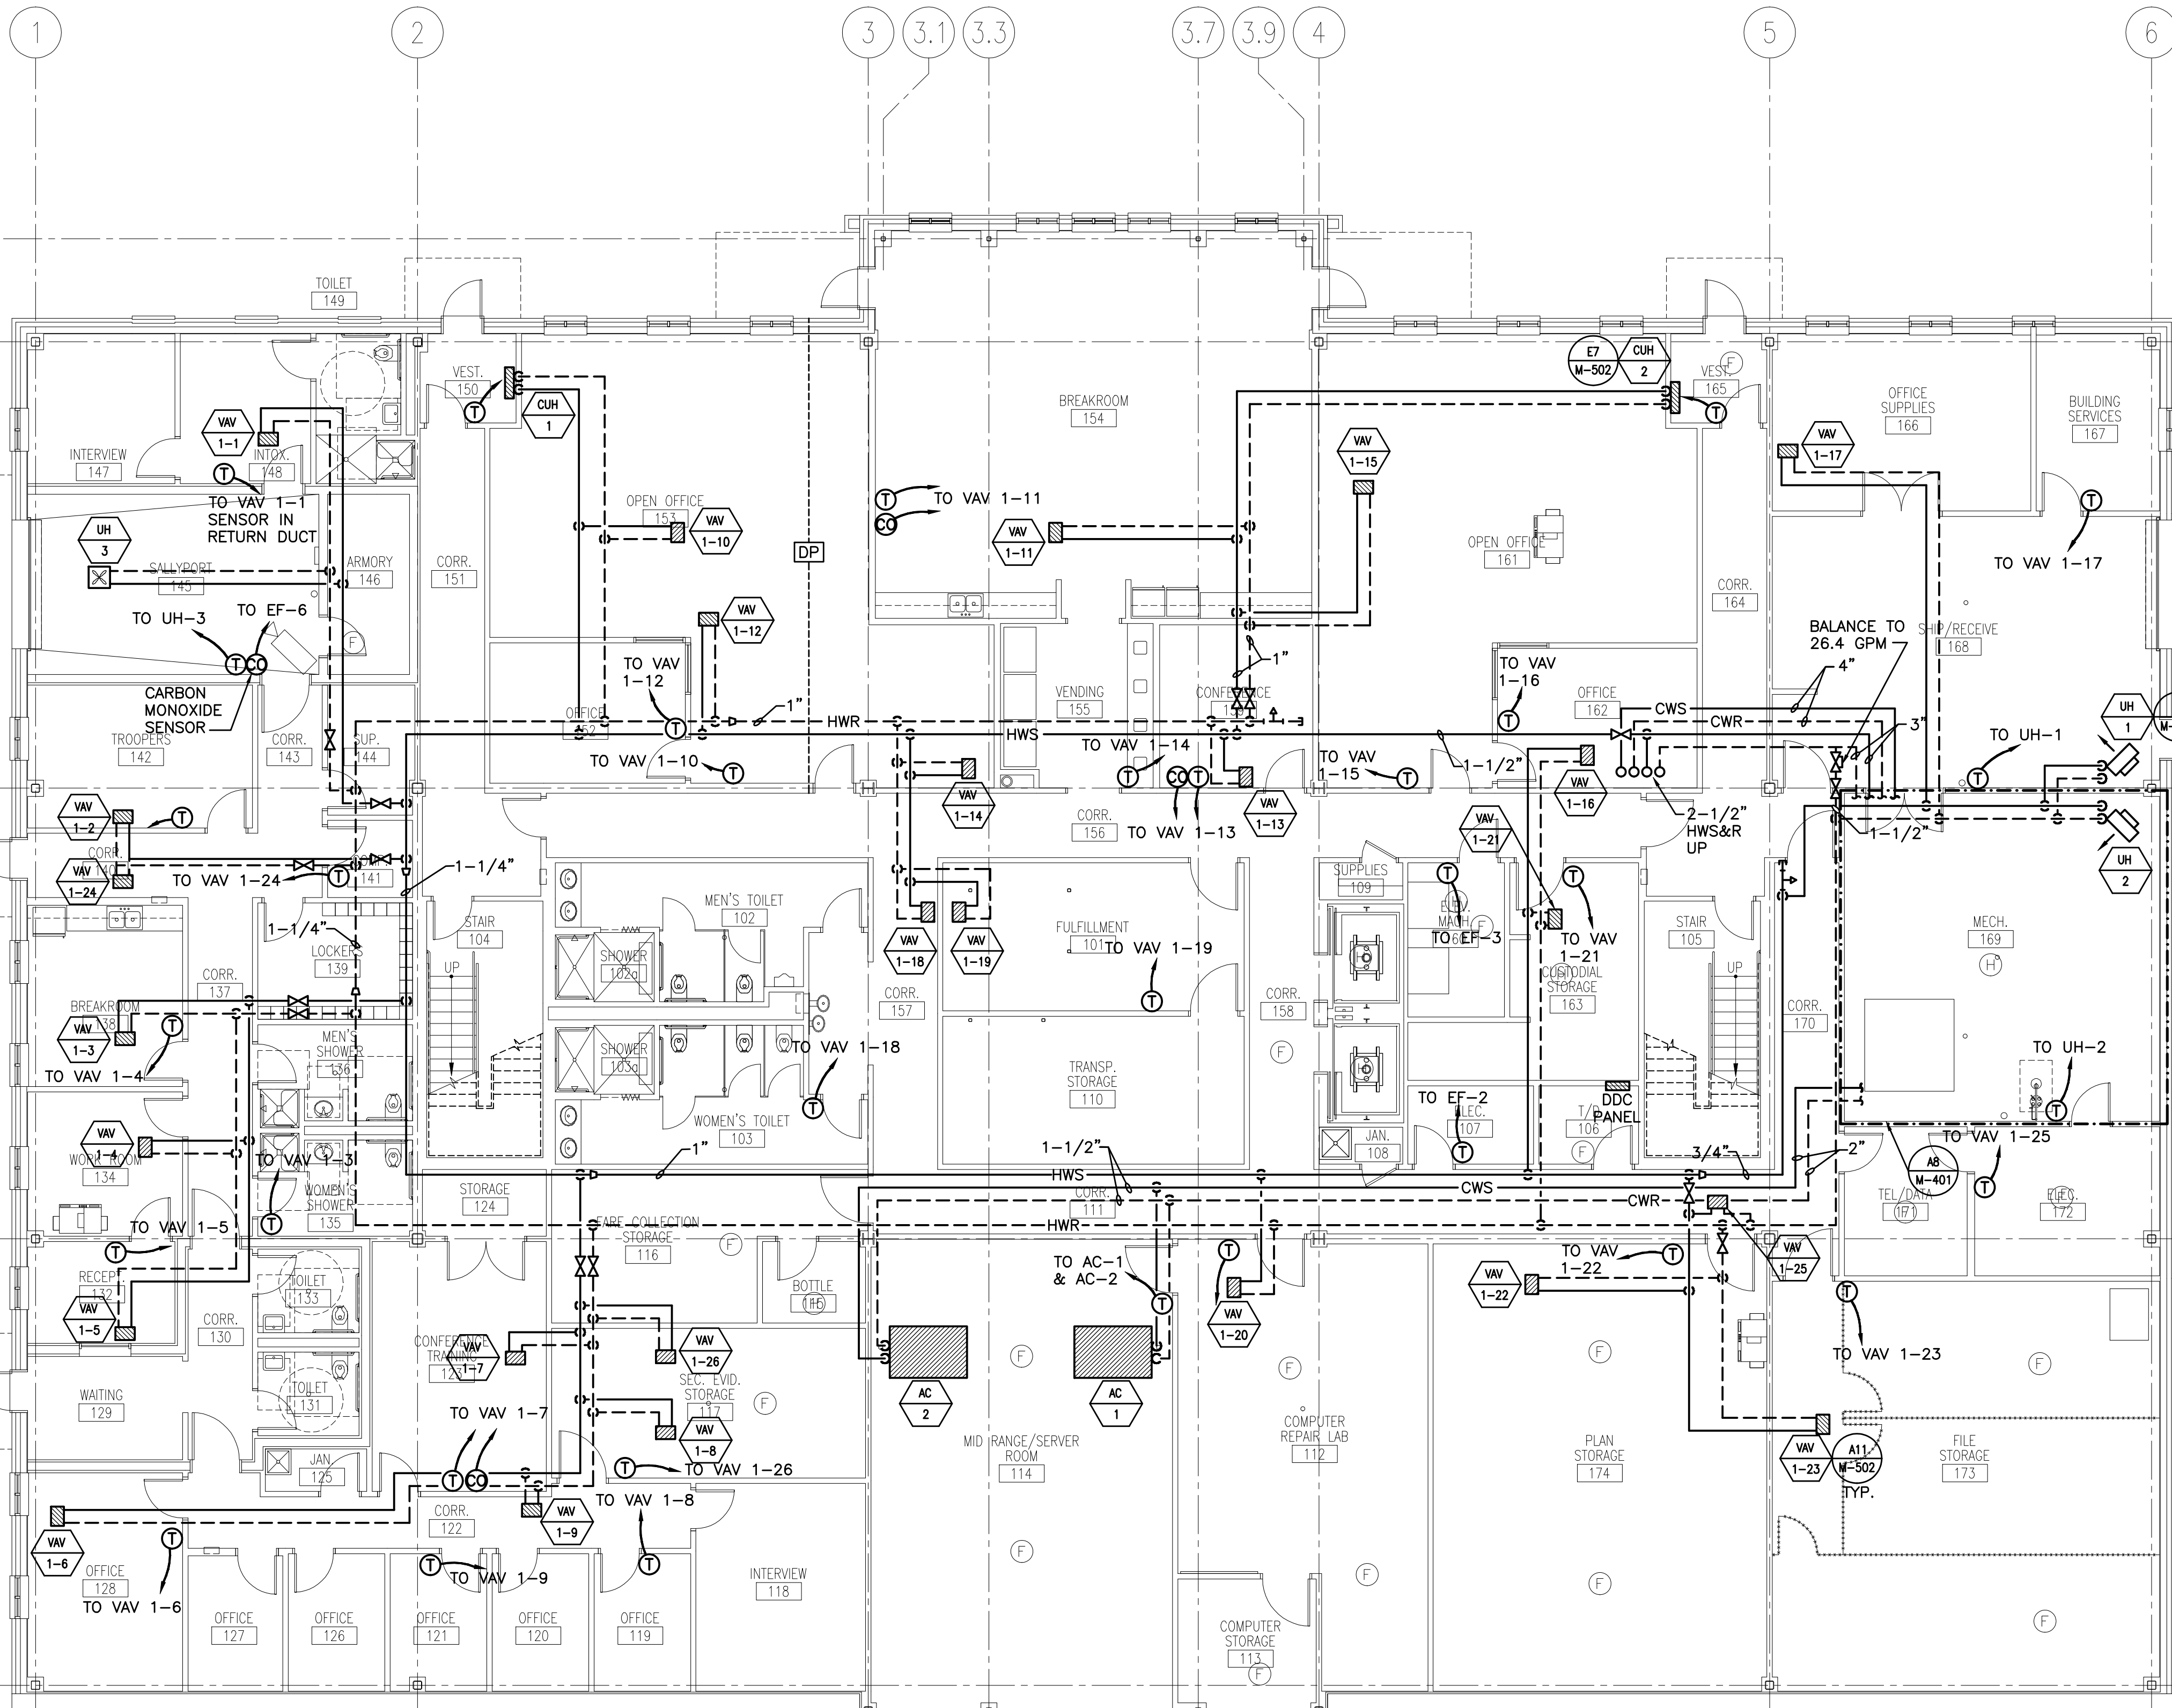 1
2
3
3.1
3.3
3.7
3.9
4
5
6
TOILET
149
VEST.
150
CUH
1
E7
M-502
CUH
2
VEST.
165
F
INTERVIEW
147
VAV
1-1
INTOX.
148
T
TO VAV 1-1
SENSOR IN
RETURN DUCT
BREAKROOM
154
VAV
1-15
OFFICE
SUPPLIES
166
BUILDING
SERVICES
167
VAV
1-17
OPEN OFFICE
153
VAV
1-10
DP
T
TO VAV 1-11
CO
VAV
1-11
OPEN OFFICE
161
T
TO VAV 1-17
UH
3
SALLYPORT
145
ARMORY
146
CORR.
151
CORR.
164
TO UH-3
TO EF-6
F
T
CO
CARBON
MONOXIDE
SENSOR
VAV
1-12
TO VAV
1-12
T
1"
HWR
HWS
OFFICE
152
TO VAV 1-10
T
VENDING
155
1"
TO VAV 1-14
T
CO
T
TO VAV 1-13
VAV
1-13
VAV
1-14
TO VAV
1-15
T
TO VAV
1-16
T
OFFICE
162
CWS
CWR
BALANCE TO
26.4 GPM
SHIP/RECEIVE
168
4"
3"
1-1/2"
TO UH-1
T
UH
1
VAV
1-16
2-1/2"
HWS&R
UP
1-1/2"
UH
2
TROOPERS
142
CORR.
143
SUP.
144
VAV
1-2
T
VAV
1-24
TO VAV 1-24
T
141
1-1/4"
1-1/4"
STAIR
104
UP
LOCKERS
139
MEN'S TOILET
102
SHOWER
102a
CORR.
156
VAV
1-18
VAV
1-19
FULFILLMENT
101
TO VAV 1-19
T
VAV
1-21
SUPPLIES
109
T
TO EF-3
T
TO VAV
1-21
CUSTODIAL
STORAGE
163
STAIR
105
UP
MECH.
169
H
CORR.
137
BREAKROOM
138
VAV
1-3
T
TO VAV 1-4
MEN'S
SHOWER
136
SHOWER
103a
CORR.
157
CORR.
158
F
TO VAV 1-18
T
TRANSP.
STORAGE
110
CORR.
170
TO UH-2
T
WOMEN'S TOILET
103
TO EF-2
T
ELEC.
107
JAN.
108
106
F
DDC
PANEL
VAV
1-4
WORK ROOM
134
TO VAV 1-3
T
WOMEN'S
SHOWER
135
STORAGE
124
1"
1-1/2"
HWS
CWS
CWR
HWR
CORR.
111
3/4"
2"
TO VAV 1-25
T
A8
M-401
TEL/DATA
171
ELEC.
172
TO VAV 1-5
T
FARE COLLECTION
STORAGE
116
F
RECEP.
132
VAV
1-5
TOILET
133
CORR.
130
BOTTLE
115
TO AC-1
& AC-2
T
T
VAV
1-20
VAV
1-22
TO VAV
1-22
T
VAV
1-25
T
TO VAV 1-23
CONFERENCE
TRAINING
123
VAV
1-7
VAV
1-26
SEC. EVID.
STORAGE
117
F
VAV
1-8
AC
2
AC
1
F
F
F
F
WAITING
129
TOILET
131
TO VAV 1-7
T
CO
JAN.
125
T
TO VAV 1-26
MID RANGE/SERVER
ROOM
114
COMPUTER
REPAIR LAB
112
PLAN
STORAGE
174
VAV
1-23
A11
M-502
TYP.
FILE
STORAGE
173
VAV
1-6
T
OFFICE
128
TO VAV 1-6
CORR.
122
VAV
1-9
TO VAV 1-8
T
T
TO VAV 1-9
INTERVIEW
118
F
F
F
F
OFFICE
127
OFFICE
126
OFFICE
121
OFFICE
120
OFFICE
119
COMPUTER
STORAGE
113
F